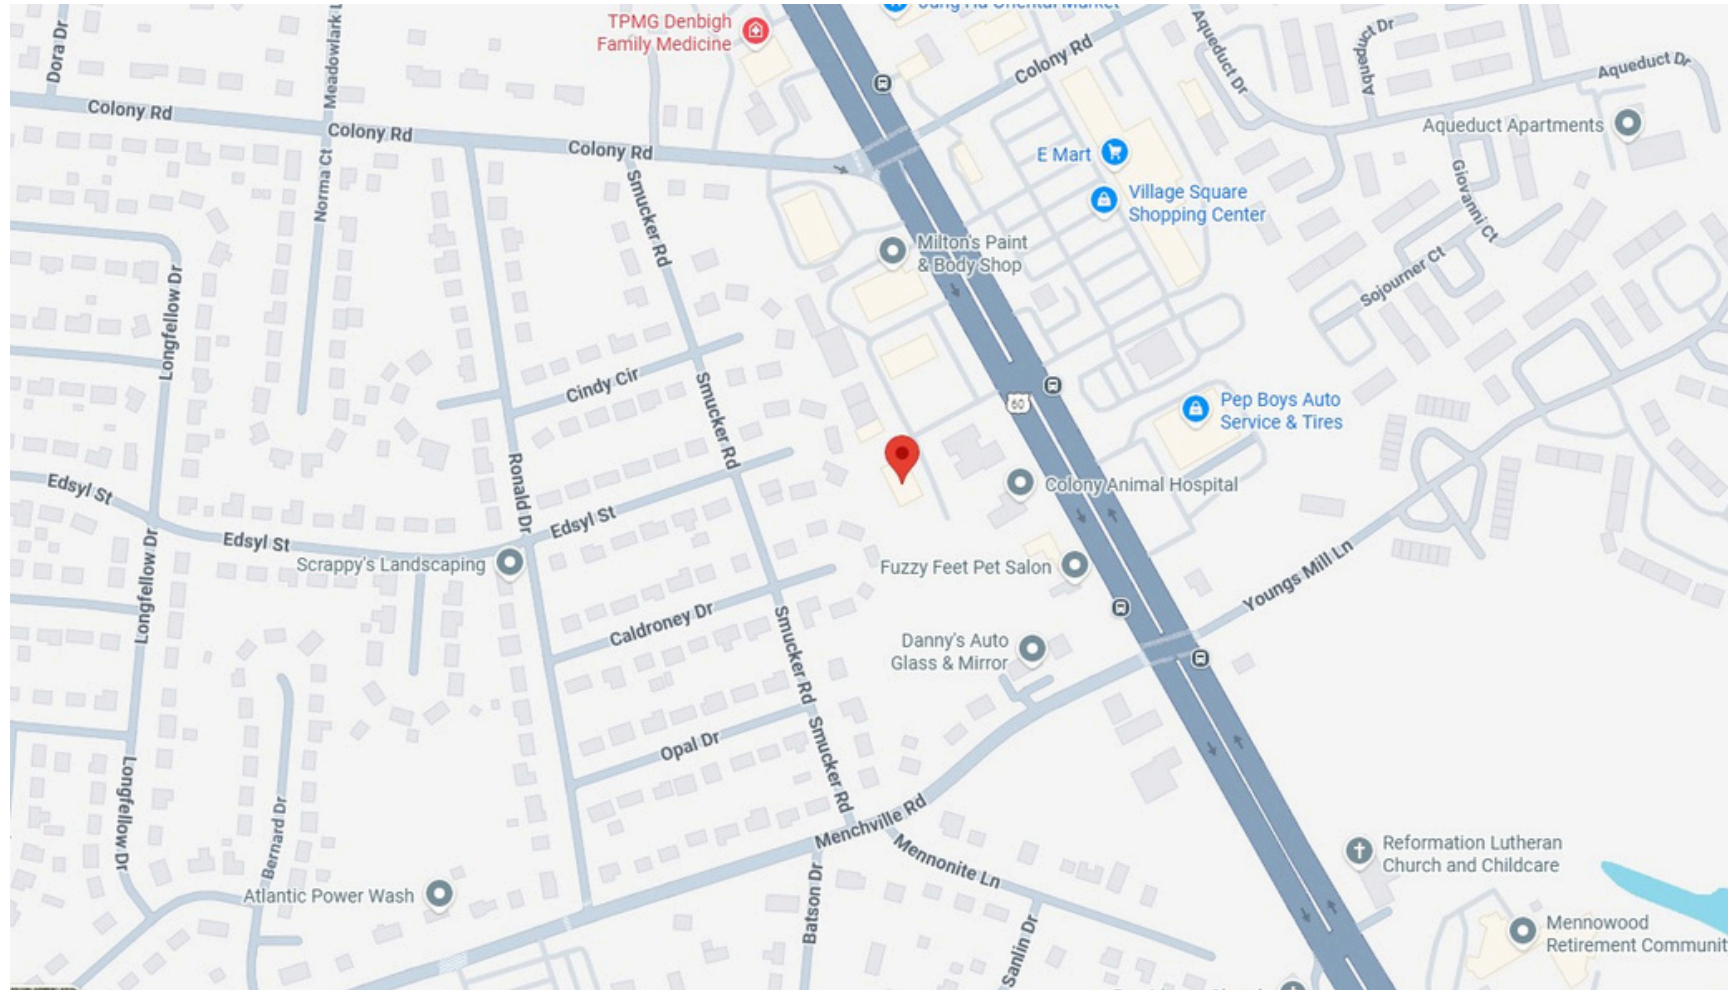 TPMG Denbigh
Family Medicine
Dora Dr
Meadowlark L
Colony Rd
Aqueduct Dr
Aqueduct Dr
Aqueduct Dr
Colony Rd
Colony Rd
Colony Rd
Aqueduct Apartments
E Mart
Norma Ct
Smucker Rd
Village Square
Shopping Center
Giovanni Ct
Milton's Paint
& Body Shop
Sojourner Ct
Longfellow Dr
Cindy Cir
Smucker Rd
60
Pep Boys Auto
Service & Tires
Ronald Dr
Edsyl St
Colony Animal Hospital
Edsyl St
Edsyl St
Scrappy's Landscaping
Fuzzy Feet Pet Salon
Youngs Mill Ln
Longfellow Dr
Caldroney Dr
Smucker Rd
Danny's Auto
Glass & Mirror
Opal Dr
Smucker Rd
Longfellow Dr
Bernard Dr
Menchville Rd
Mennonite Ln
Reformation Lutheran
Church and Childcare
Atlantic Power Wash
Batson Dr
Sanlin Dr
Mennowood
Retirement Communit